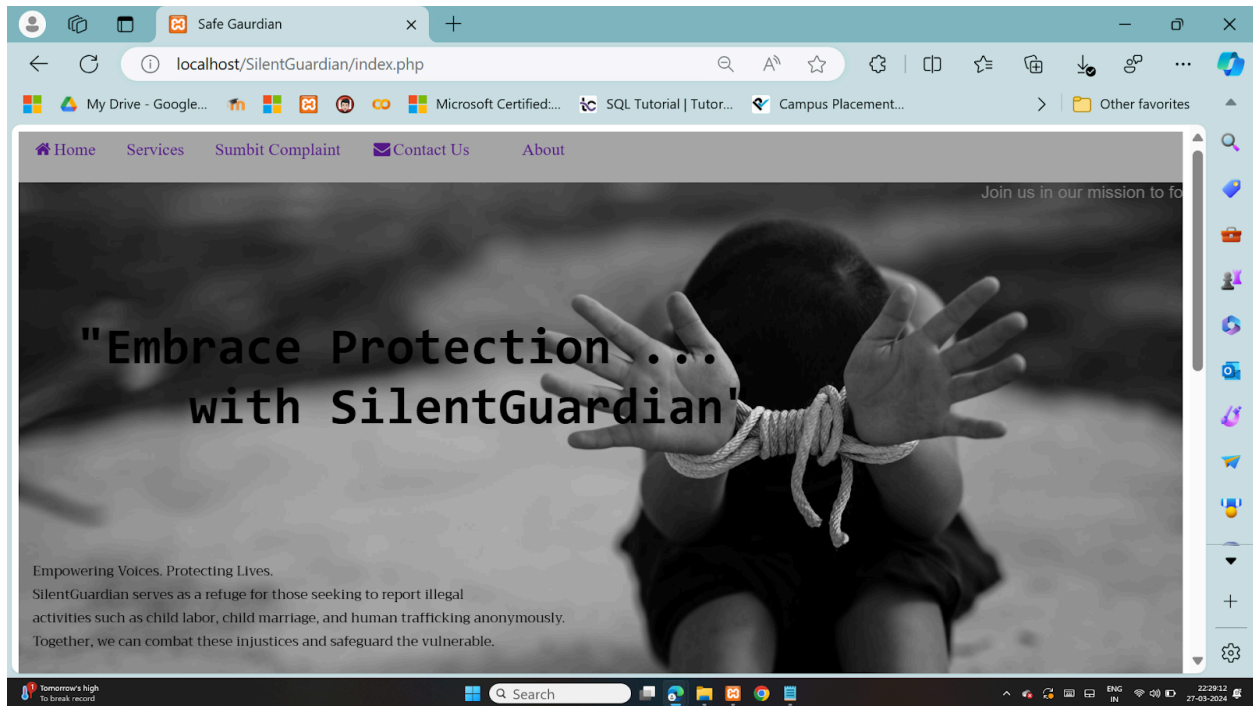 Safe Gaurdian
localhost/SilentGuardian/index.php
My Drive - Google...
Microsoft Certified:...
SQL Tutorial | Tutor...
Campus Placement...
Other favorites
Home Services Sumbit Complaint Contact Us About
Join us in our mission to fo
"Embrace Protection ...
with SilentGuardian"
Empowering Voices. Protecting Lives.
SilentGuardian serves as a refuge for those seeking to report illegal
activities such as child labor, child marriage, and human trafficking anonymously.
Together, we can combat these injustices and safeguard the vulnerable.
Tomorrow's high
To break record
Search
ENG
IN
22:29:12
27-03-2024